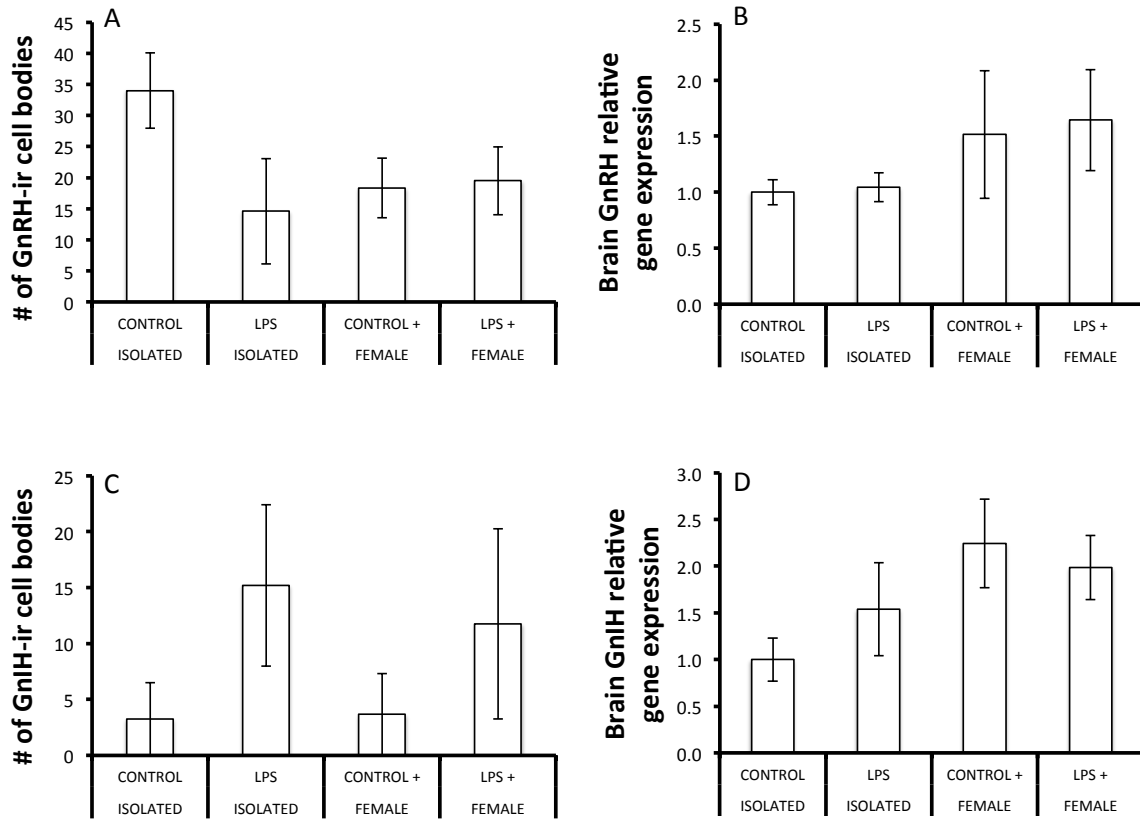 A
# of GnRH-ir cell bodies
45
40
35
30
25
20
15
10
5
0
CONTROL LPS CONTROL + LPS +
ISOLATED ISOLATED FEMALE FEMALE
B
Brain GnRH relative
gene expression
2.5
2.0
1.5
1.0
0.5
0.0
CONTROL LPS CONTROL + LPS +
ISOLATED ISOLATED FEMALE FEMALE
C
# of GnIH-ir cell bodies
25
20
15
10
5
0
CONTROL LPS CONTROL + LPS +
ISOLATED ISOLATED FEMALE FEMALE
D
Brain GnIH relative
gene expression
3.0
2.5
2.0
1.5
1.0
0.5
0.0
CONTROL LPS CONTROL + LPS +
ISOLATED ISOLATED FEMALE FEMALE